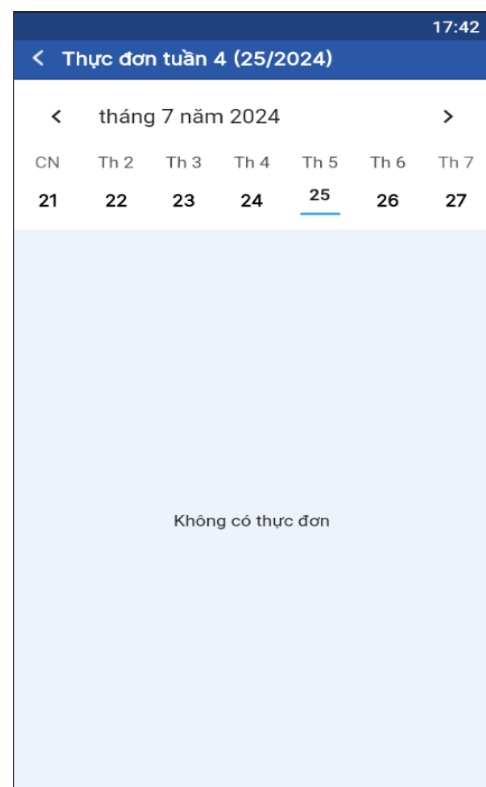 17:42
Thực đơn tuần 4 (25/2024)
tháng 7 năm 2024
CN Th 2 Th 3 Th 4 Th 5 Th 6 Th 7
21 22 23 24 25 26 27
Không có thực đơn